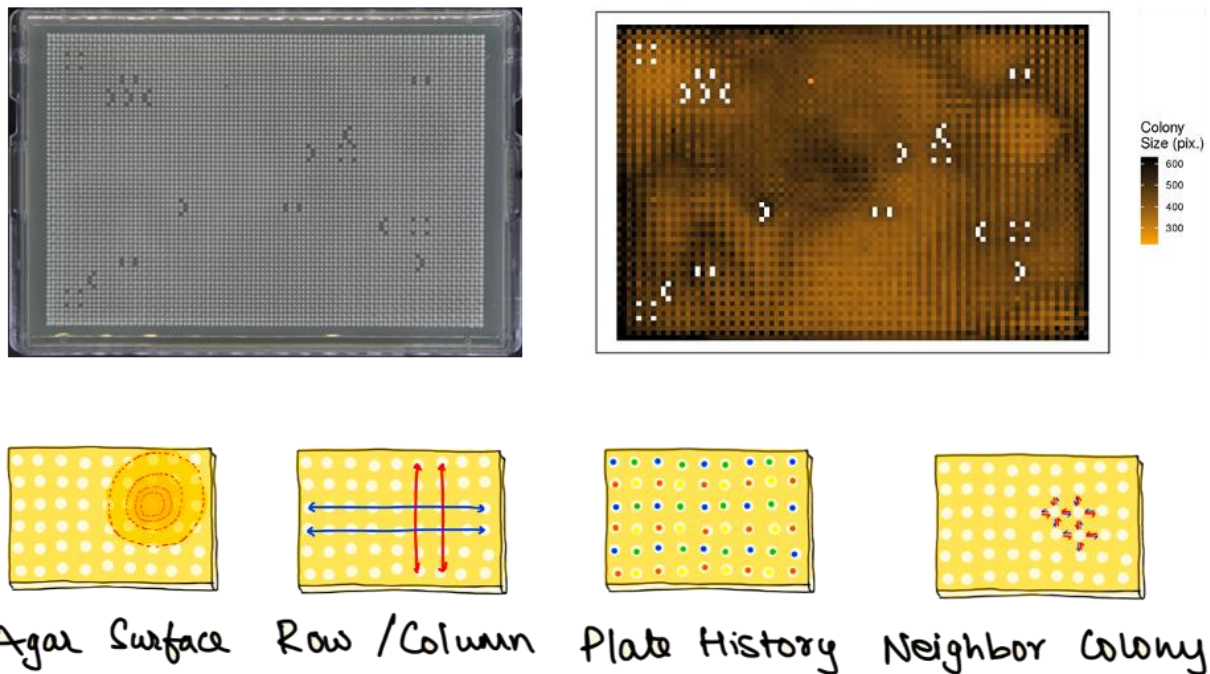 Colony
Size (pix.)
600
500
400
300
Agar Surface
Row / Column
Plate History
Neighbor Colony